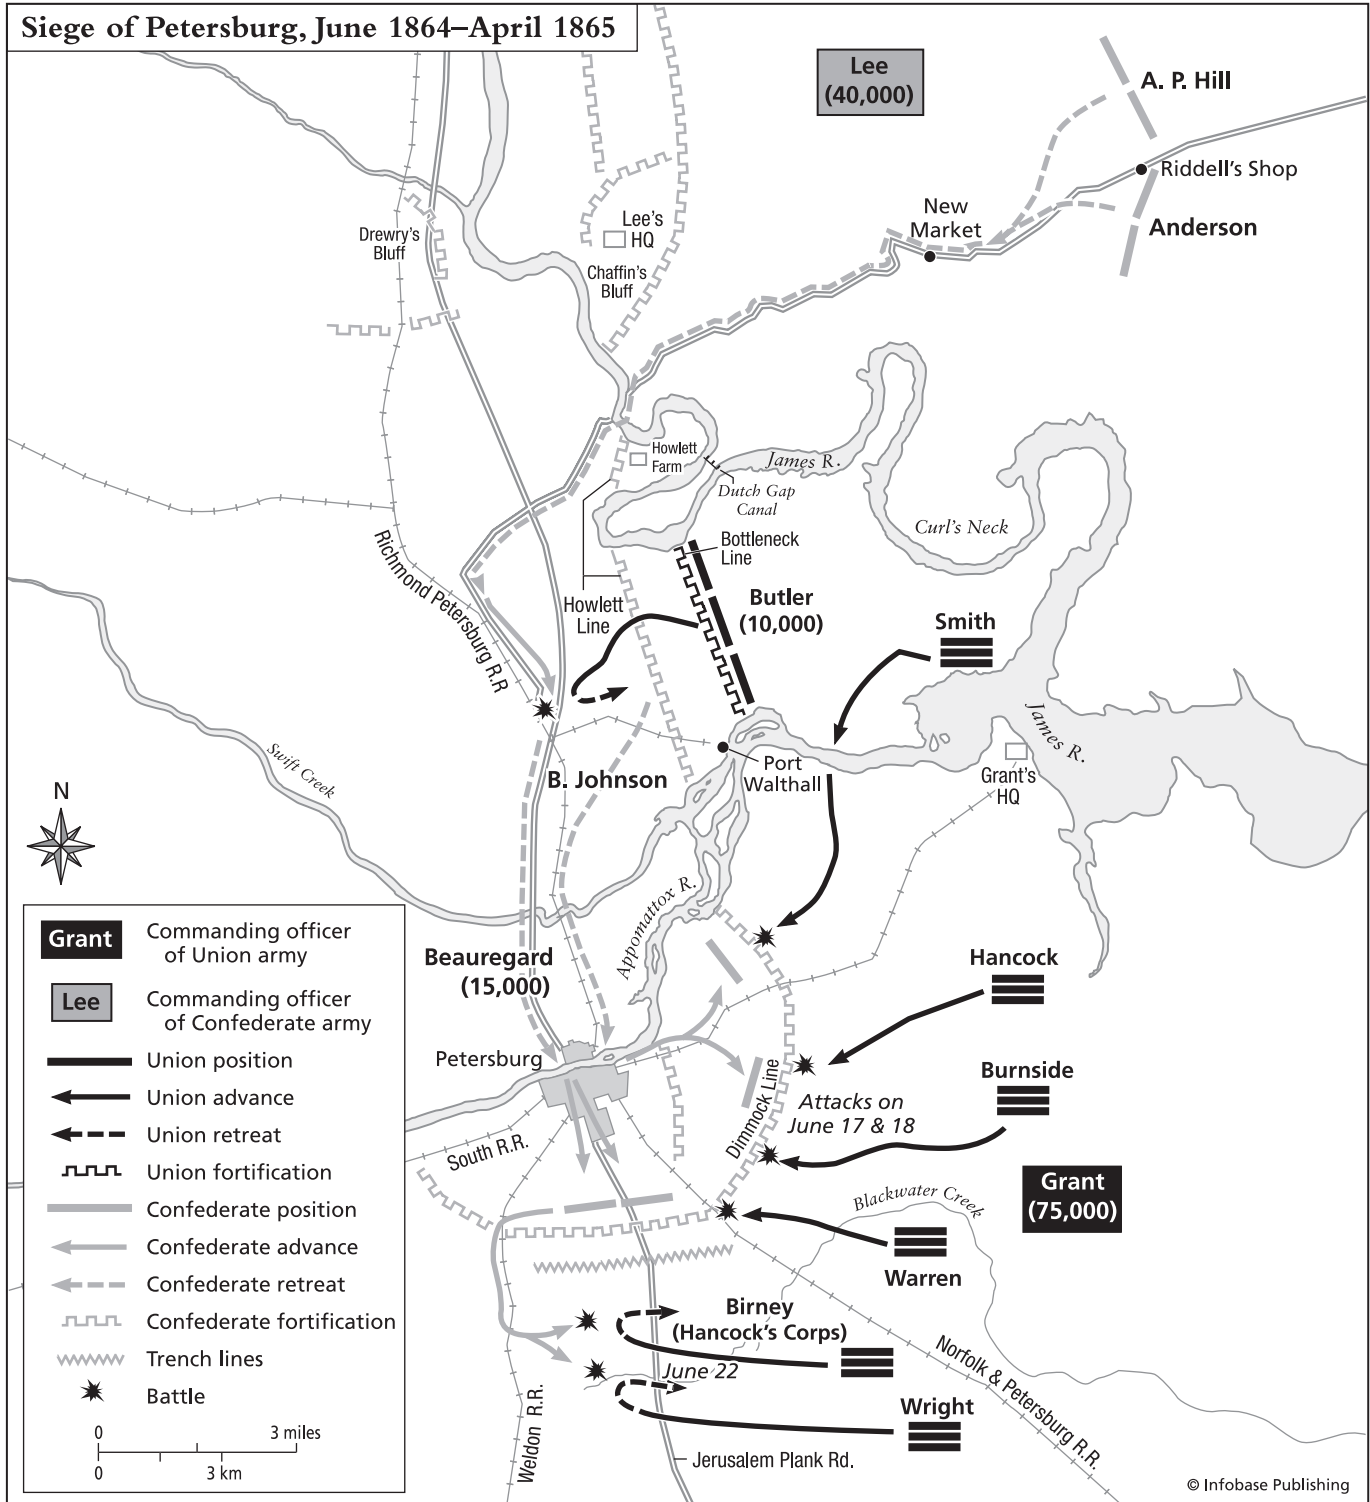 Siege of Petersburg, June 1864–April 1865
Lee
(40,000)
A. P. Hill
Riddell's Shop
New
Market
Anderson
Drewry's
Bluff
Lee's
HQ
Chaffin's
Bluff
Howlett
Farm
James R.
Dutch Gap
Canal
Curl's Neck
Bottleneck
Line
Richmond Petersburg R.R
Howlett
Line
Butler
(10,000)
Smith
James R.
Swift Creek
Port
Walthall
Grant's
HQ
B. Johnson
N
Appomattox R.
Beauregard
(15,000)
Hancock
Petersburg
Burnside
Dimmock Line
Attacks on
June 17 & 18
South R.R.
Grant
(75,000)
Blackwater Creek
Warren
Birney
(Hancock's Corps)
June 22
Norfolk & Petersburg R.R.
Wright
Weldon R.R.
Jerusalem Plank Rd.
Grant
Commanding officer
of Union army
Lee
Commanding officer
of Confederate army
Union position
Union advance
Union retreat
Union fortification
Confederate position
Confederate advance
Confederate retreat
Confederate fortification
Trench lines
Battle
0 3 miles
0 3 km
© Infobase Publishing